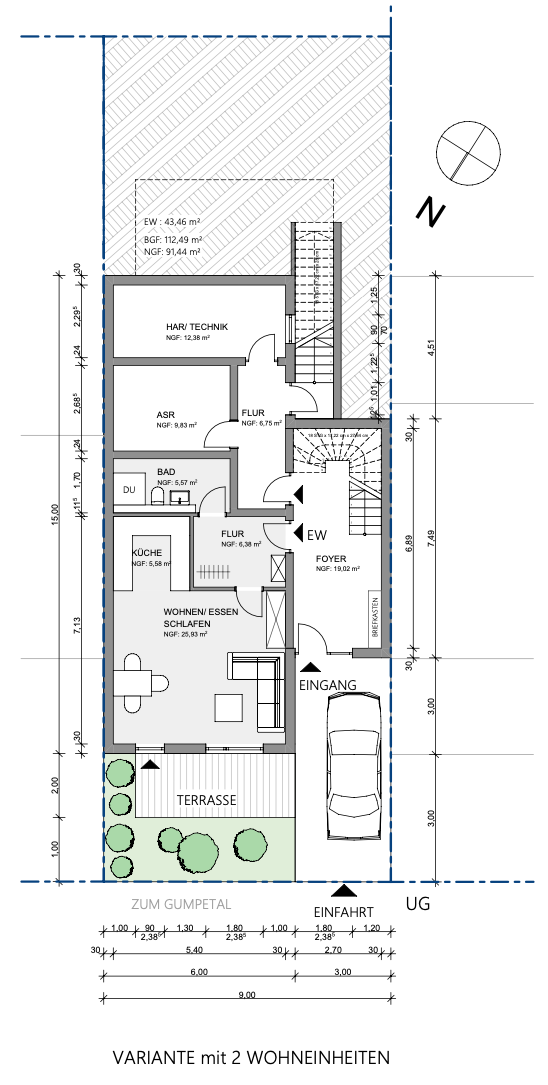 N
EW : 43,46 m²
BGF: 112,49 m²
NGF: 91,44 m²
HAR/ TECHNIK
NGF: 12,38 m²
ASR
NGF: 9,83 m²
FLUR
NGF: 6,75 m²
BAD
NGF: 5,57 m²
DU
FLUR
NGF: 6,38 m²
EW
KÜCHE
NGF: 5,58 m²
FOYER
NGF: 19,02 m²
WOHNEN/ ESSEN
SCHLAFEN
NGF: 25,93 m²
BRIEFKASTEN
EINGANG
TERRASSE
ZUM GUMPETAL
EINFAHRT
UG
30
2,29⁵
24
2,68⁵
24
1,70
11⁵
7,13
30
15,00
2,00
1,00
1,25
90
70
1,22⁵
1,01
30
6,89
30
4,51
7,49
3,00
3,00
1,00 90 1,30 1,80 1,00 1,80 1,20
2,38⁵ 2,38⁵ 2,38⁵
30 5,40 30 2,70 30
6,00 3,00
9,00
VARIANTE mit 2 WOHNEINHEITEN